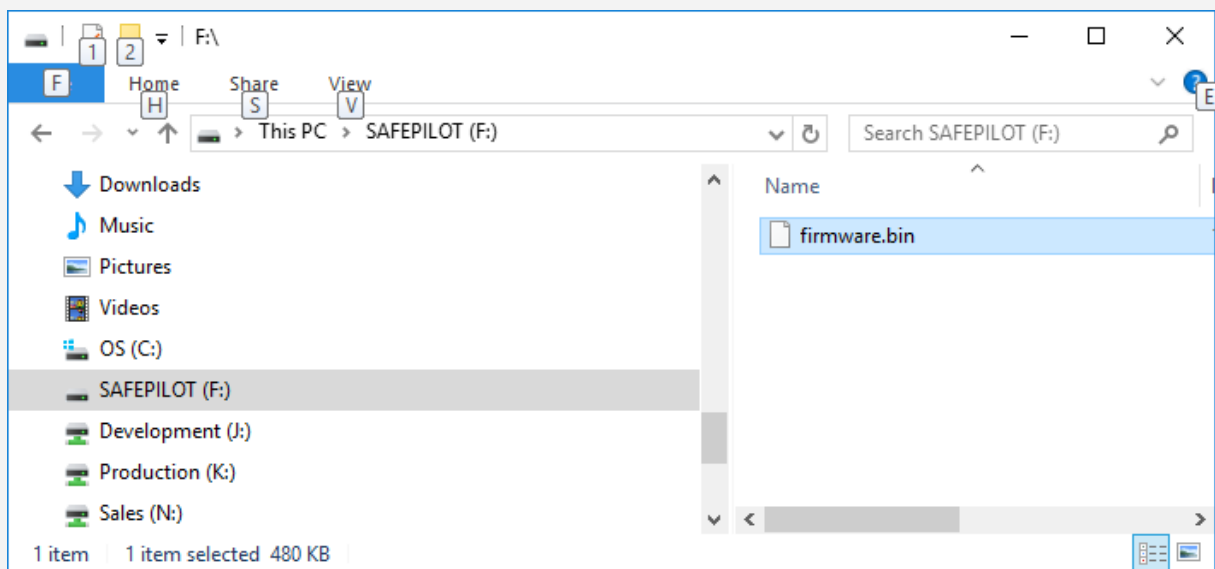 1 2 F:\
F Home Share View ? E
H S V
This PC > SAFEPILOT (F:) Search SAFEPILOT (F:)
Downloads
Music
Pictures
Videos
OS (C:)
SAFEPILOT (F:)
Development (J:)
Production (K:)
Sales (N:)
Name
firmware.bin
1 item 1 item selected 480 KB